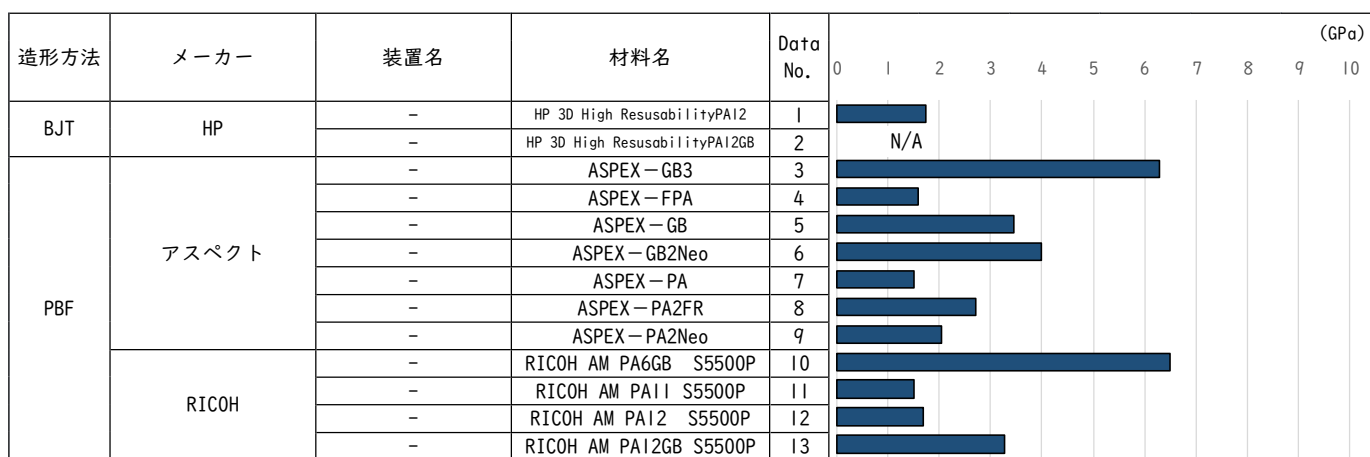 造形方法 メーカー 装置名 材料名 Data No. (GPa)
0 1 2 3 4 5 6 7 8 9 10
BJT HP - HP 3D High ResusabilityPA12 1
- HP 3D High ResusabilityPA12GB 2 N/A
PBF アスペクト - ASPEX－GB3 3
- ASPEX－FPA 4
- ASPEX－GB 5
- ASPEX－GB2Neo 6
- ASPEX－PA 7
- ASPEX－PA2FR 8
- ASPEX－PA2Neo 9
RICOH - RICOH AM PA6GB S5500P 10
- RICOH AM PA11 S5500P 11
- RICOH AM PA12 S5500P 12
- RICOH AM PA12GB S5500P 13